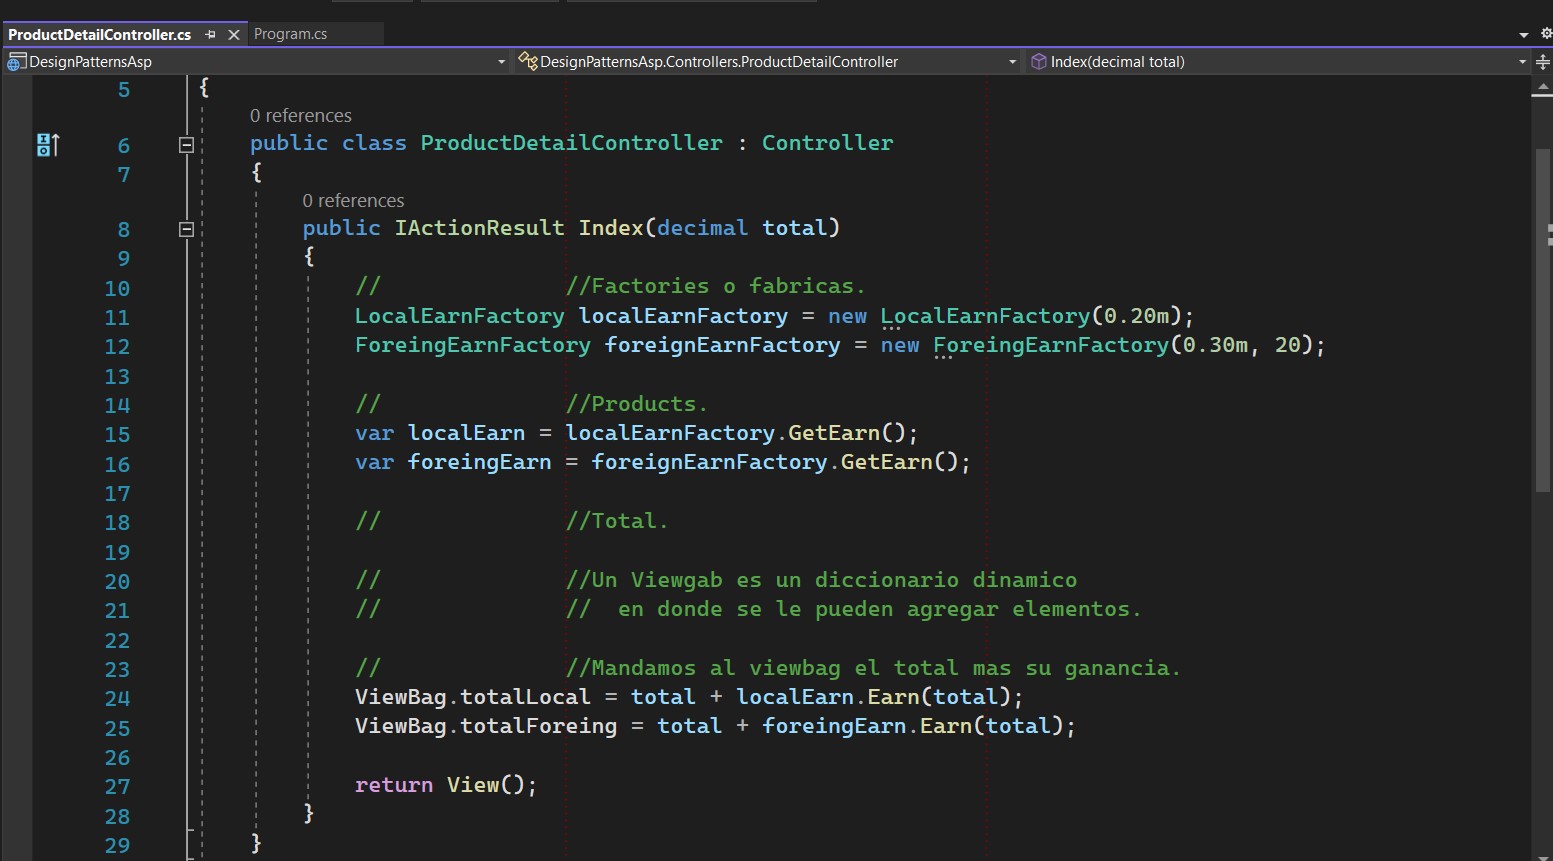 ProductDetailController.cs Program.cs
DesignPatternsAsp DesignPatternsAsp.Controllers.ProductDetailController Index(decimal total)
5 {
0 references
6 public class ProductDetailController : Controller
7 {
0 references
8 public IActionResult Index(decimal total)
9 {
10 // //Factories o fabricas.
11 LocalEarnFactory localEarnFactory = new LocalEarnFactory(0.20m);
12 ForeingEarnFactory foreignEarnFactory = new ForeingEarnFactory(0.30m, 20);
13
14 // //Products.
15 var localEarn = localEarnFactory.GetEarn();
16 var foreingEarn = foreignEarnFactory.GetEarn();
17
18 // //Total.
19
20 // //Un Viewgab es un diccionario dinamico
21 // // en donde se le pueden agregar elementos.
22
23 // //Mandamos al viewbag el total mas su ganancia.
24 ViewBag.totalLocal = total + localEarn.Earn(total);
25 ViewBag.totalForeing = total + foreingEarn.Earn(total);
26
27 return View();
28 }
29 }